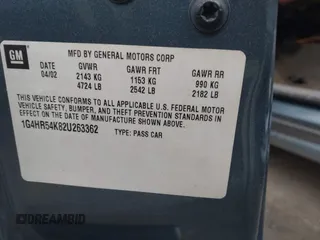 GM
MFD BY GENERAL MOTORS CORP
DATE GVWR GAWR FRT GAWR RR
04/02 2143 KG 1153 KG 990 KG
4724 LB 2542 LB 2182 LB
THIS VEHICLE CONFORMS TO ALL APPLICABLE U.S. FEDERAL MOTOR
VEHICLE SAFETY, BUMPER, AND THEFT PREVENTION STANDARDS
IN EFFECT ON THE DATE OF MANUFACTURE SHOWN ABOVE.
1G4HR54K82U263362 TYPE: PASS CAR
DREAMBID